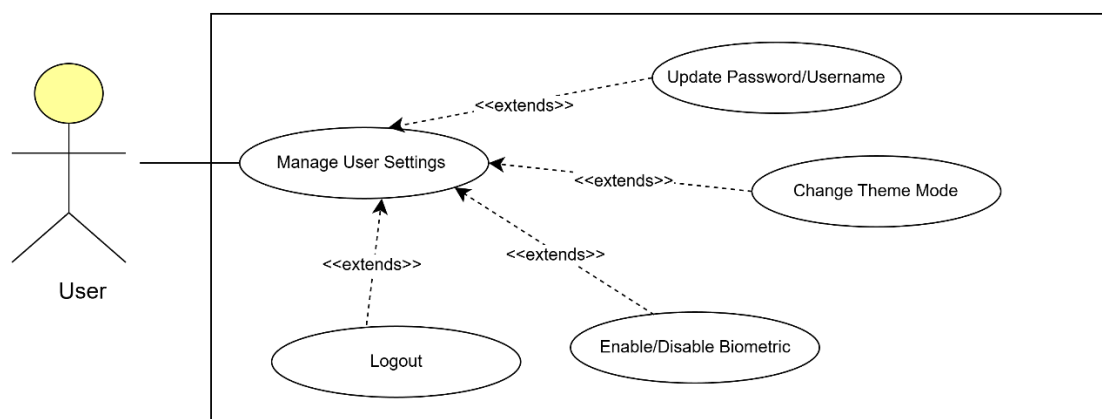 Update Password/Username
<<extends>>
Manage User Settings
<<extends>>
Change Theme Mode
<<extends>>
<<extends>>
User
Enable/Disable Biometric
Logout